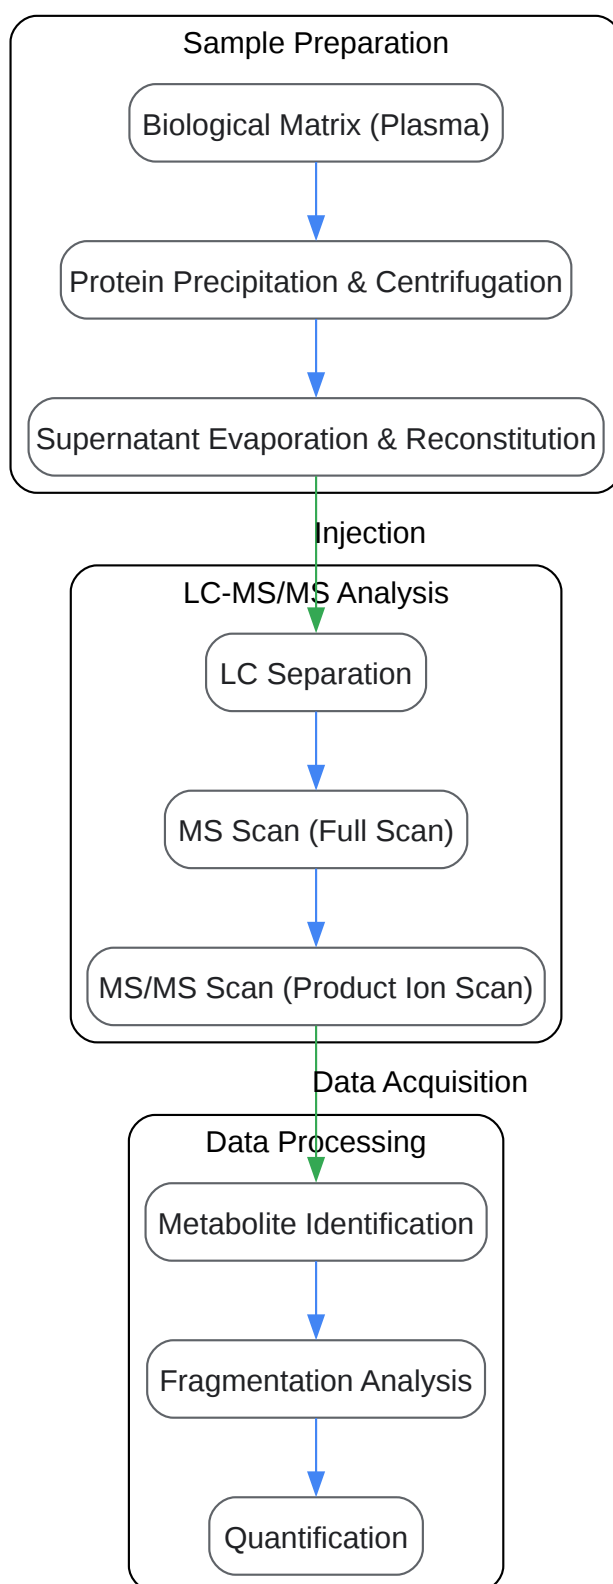 Sample Preparation
Biological Matrix (Plasma)
Protein Precipitation & Centrifugation
Supernatant Evaporation & Reconstitution
Injection
LC-MS/MS Analysis
LC Separation
MS Scan (Full Scan)
MS/MS Scan (Product Ion Scan)
Data Acquisition
Data Processing
Metabolite Identification
Fragmentation Analysis
Quantification